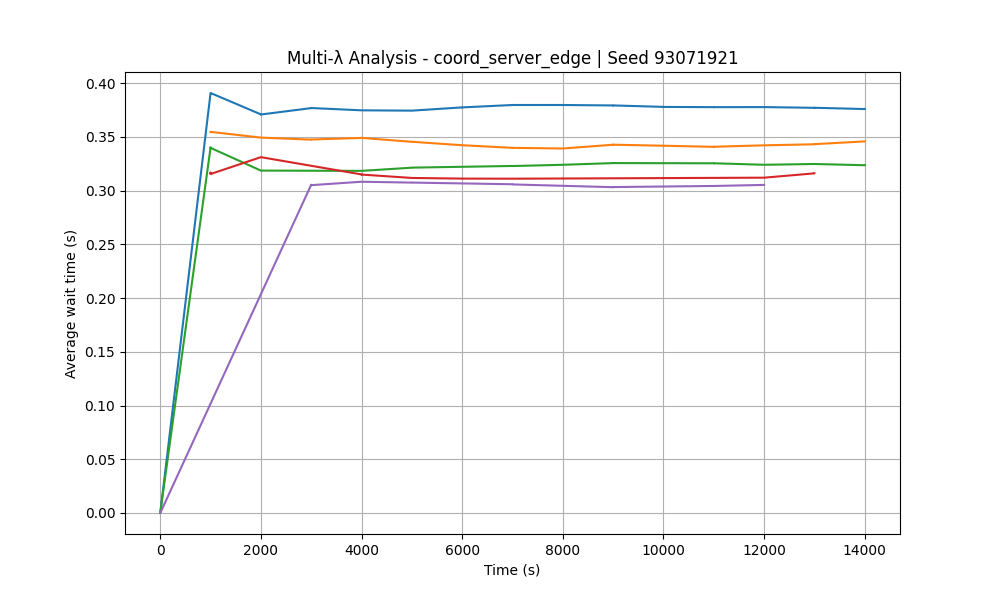 Multi-λ Analysis - coord_server_edge | Seed 93071921
Average wait time (s)
0.40
0.35
0.30
0.25
0.20
0.15
0.10
0.05
0.00
0 2000 4000 6000 8000 10000 12000 14000
Time (s)